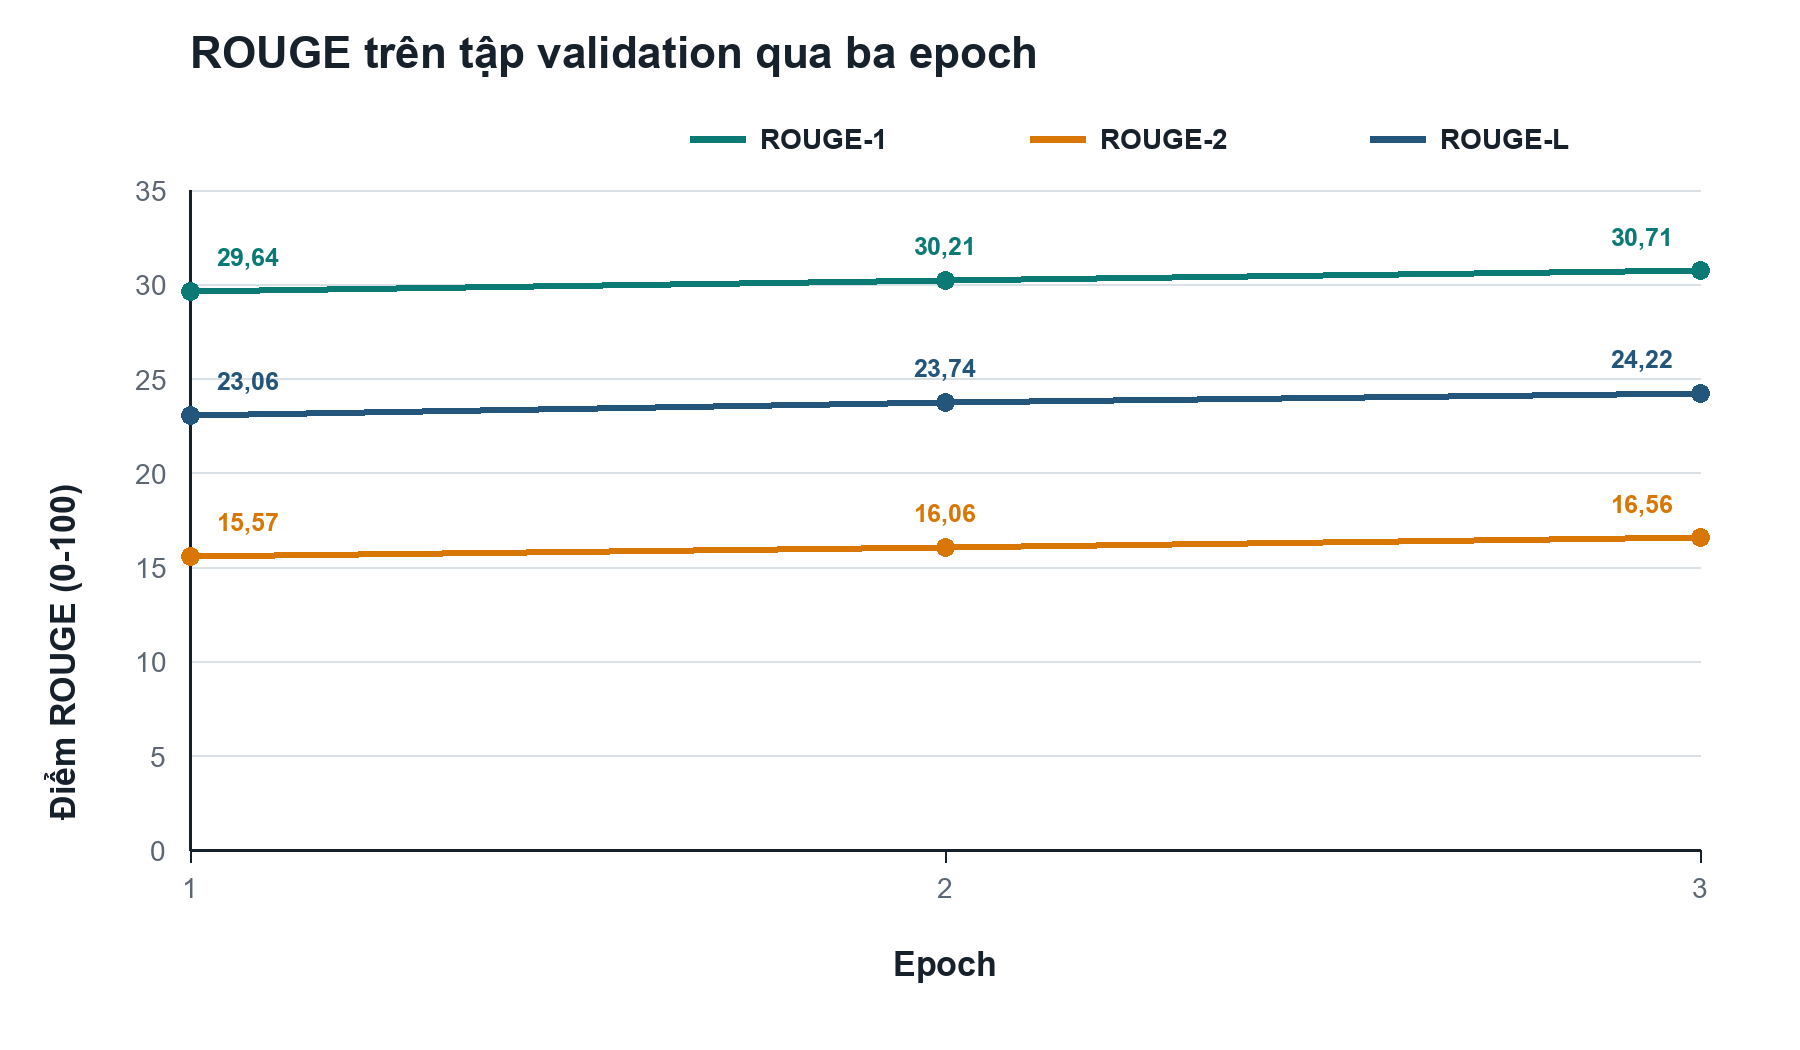 ROUGE trên tập validation qua ba epoch
ROUGE-1 ROUGE-2 ROUGE-L
35
30
25
20
15
10
5
0
29,64 30,21 30,71
23,06 23,74 24,22
15,57 16,06 16,56
Điểm ROUGE (0-100)
1 2 3
Epoch